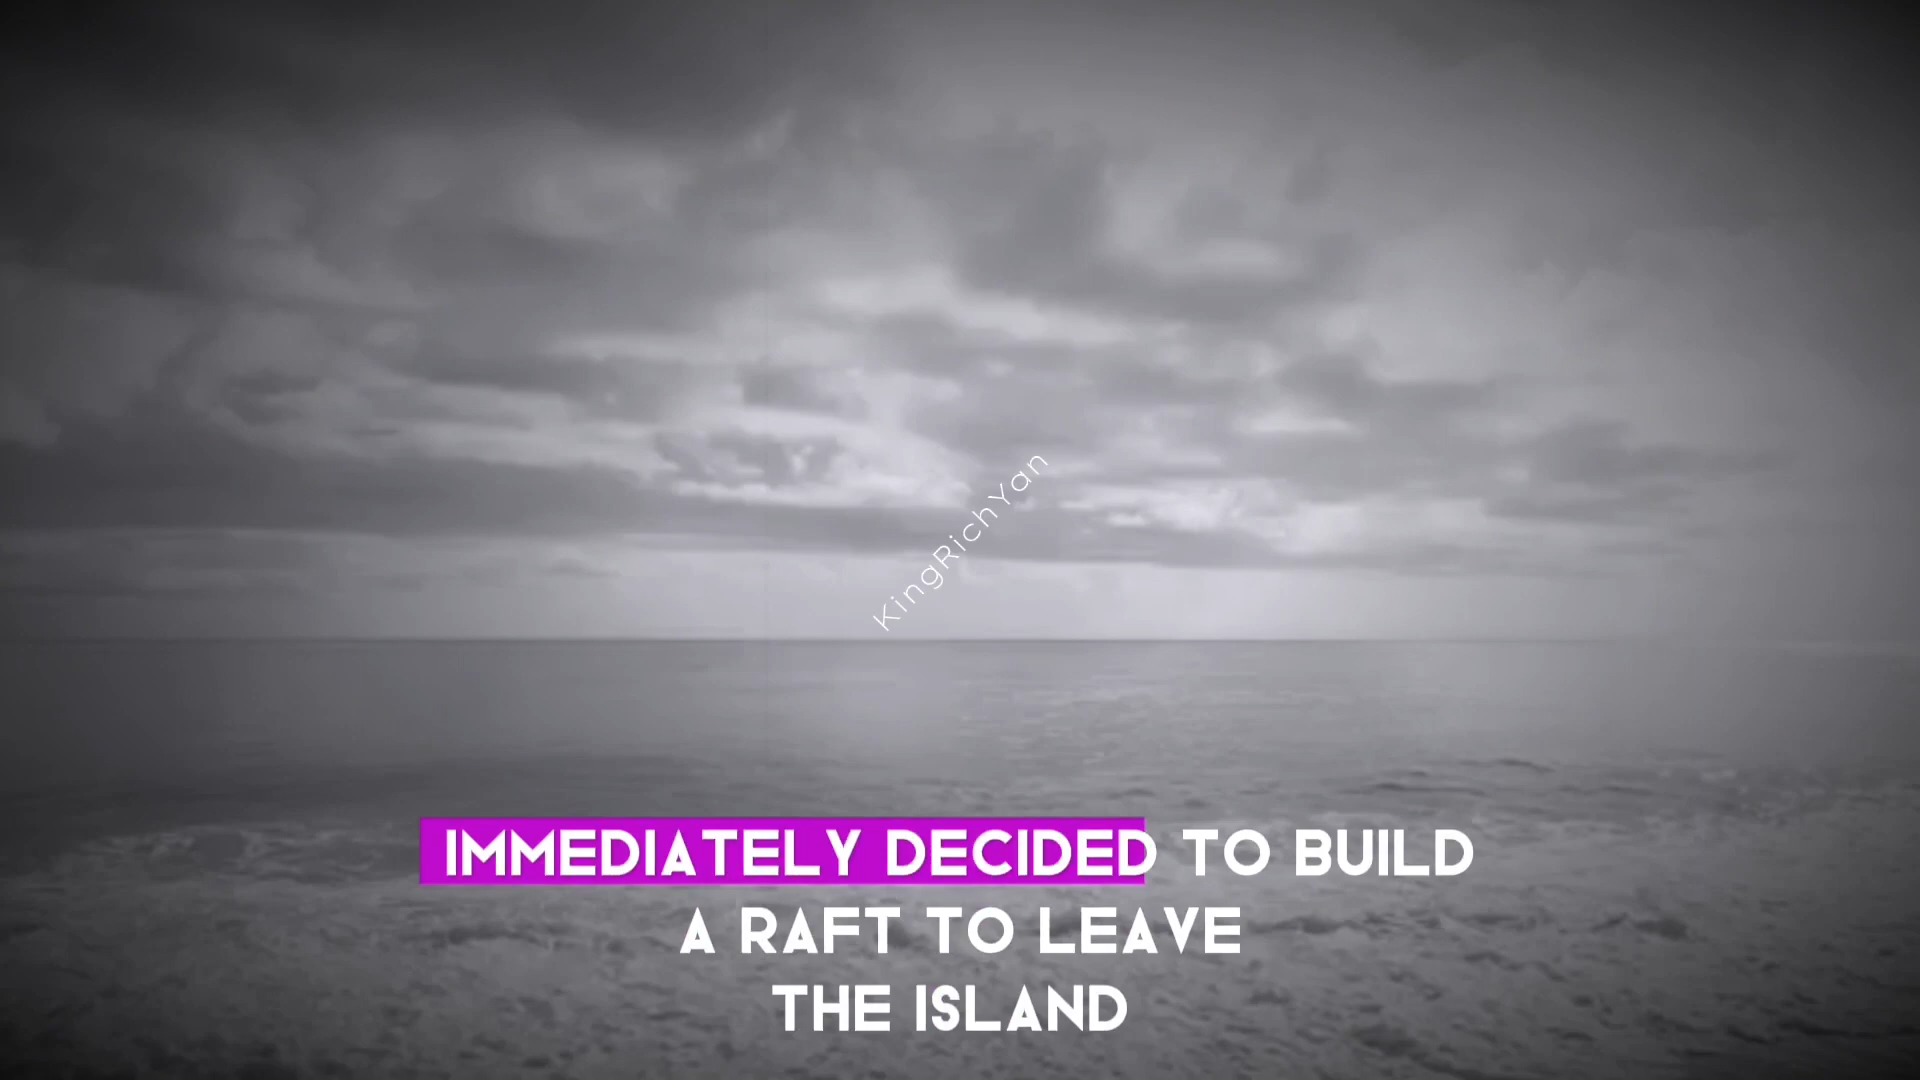 KingRichYan
IMMEDIATELY DECIDED TO BUILD
A RAFT TO LEAVE
THE ISLAND